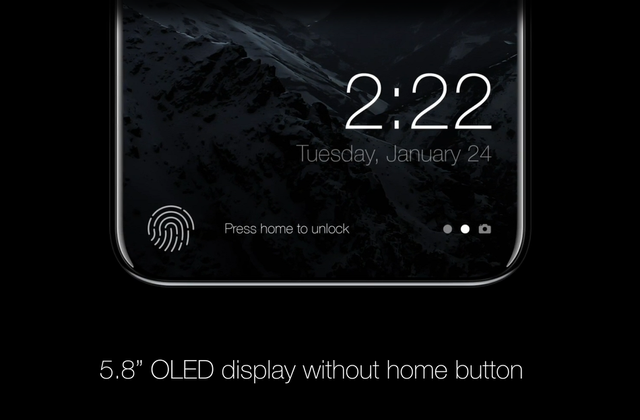 2:22
Tuesday, January 24
Press home to unlock
5.8” OLED display without home button